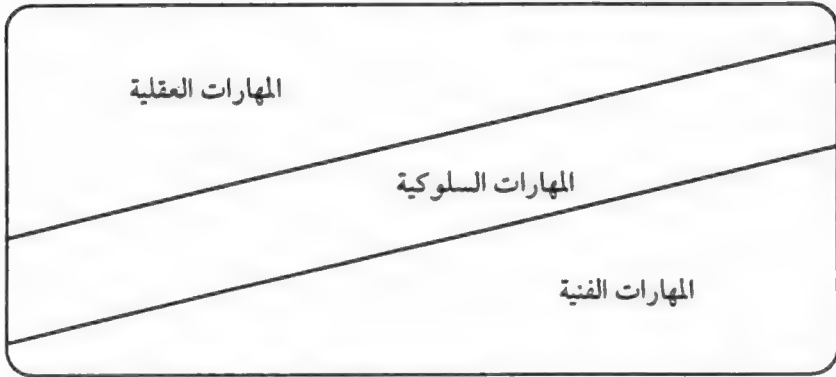 المهارات العقلية
المهارات السلوكية
المهارات الفنية